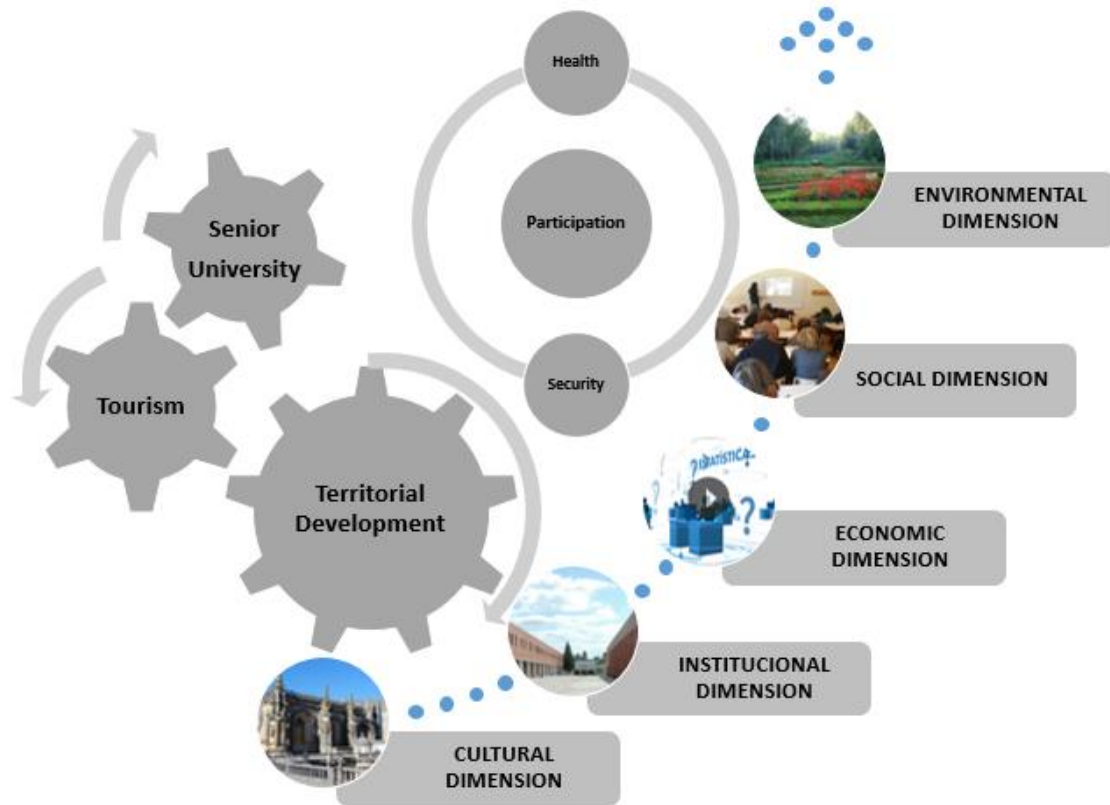 Health
Participation
Security
Senior
University
Tourism
Territorial
Development
ENVIRONMENTAL
DIMENSION
SOCIAL DIMENSION
ECONOMIC
DIMENSION
INSTITUCIONAL
DIMENSION
CULTURAL
DIMENSION